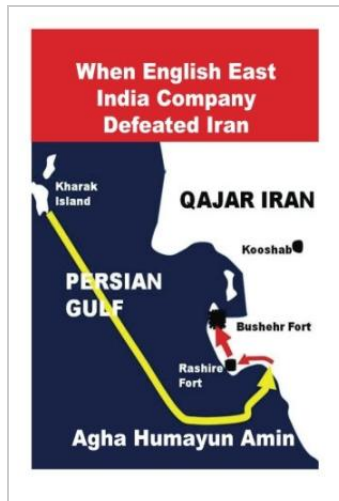 When English East
India Company
Defeated Iran
Kharak
Island
QAJAR IRAN
Kooshab
PERSIAN
GULF
Bushehr Fort
Rashire
Fort
Agha Humayun Amin